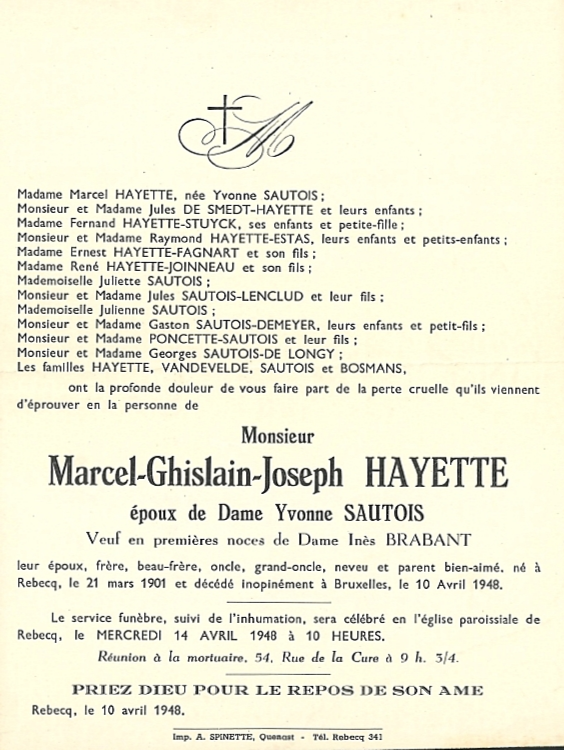 M
Madame Marcel HAYETTE, née Yvonne SAUTOIS ;
Monsieur et Madame Jules DE SMEDT-HAYETTE et leurs enfants ;
Madame Fernand HAYETTE-STUYCK, ses enfants et petite-fille ;
Monsieur et Madame Raymond HAYETTE-ESTAS, leurs enfants et petits-enfants ;
Madame Ernest HAYETTE-FAGNART et son fils ;
Madame René HAYETTE-JOINNEAU et son fils ;
Mademoiselle Juliette SAUTOIS ;
Monsieur et Madame Jules SAUTOIS-LENCLUD et leur fils ;
Mademoiselle Julienne SAUTOIS ;
Monsieur et Madame Gaston SAUTOIS-DEMEYER, leurs enfants et petit-fils ;
Monsieur et Madame PONCETTE-SAUTOIS et leur fils ;
Monsieur et Madame Georges SAUTOIS-DE LONGY ;
Les familles HAYETTE, VANDEVELDE, SAUTOIS et BOSMANS,
ont la profonde douleur de vous faire part de la perte cruelle qu'ils viennent
d'éprouver en la personne de
Monsieur
Marcel-Ghislain-Joseph HAYETTE
époux de Dame Yvonne SAUTOIS
Veuf en premières noces de Dame Inès BRABANT
leur époux, frère, beau-frère, oncle, grand-oncle, neveu et parent bien-aimé, né à
Rebecq, le 21 mars 1901 et décédé inopinément à Bruxelles, le 10 Avril 1948.
Le service funèbre, suivi de l'inhumation, sera célébré en l'église paroissiale de
Rebecq, le MERCREDI 14 AVRIL 1948 à 10 HEURES.
Réunion à la mortuaire, 54, Rue de la Cure à 9 h. 3/4.
PRIEZ DIEU POUR LE REPOS DE SON AME
Rebecq, le 10 avril 1948.
Imp. A. SPINETTE, Quenast - Tél. Rebecq 341